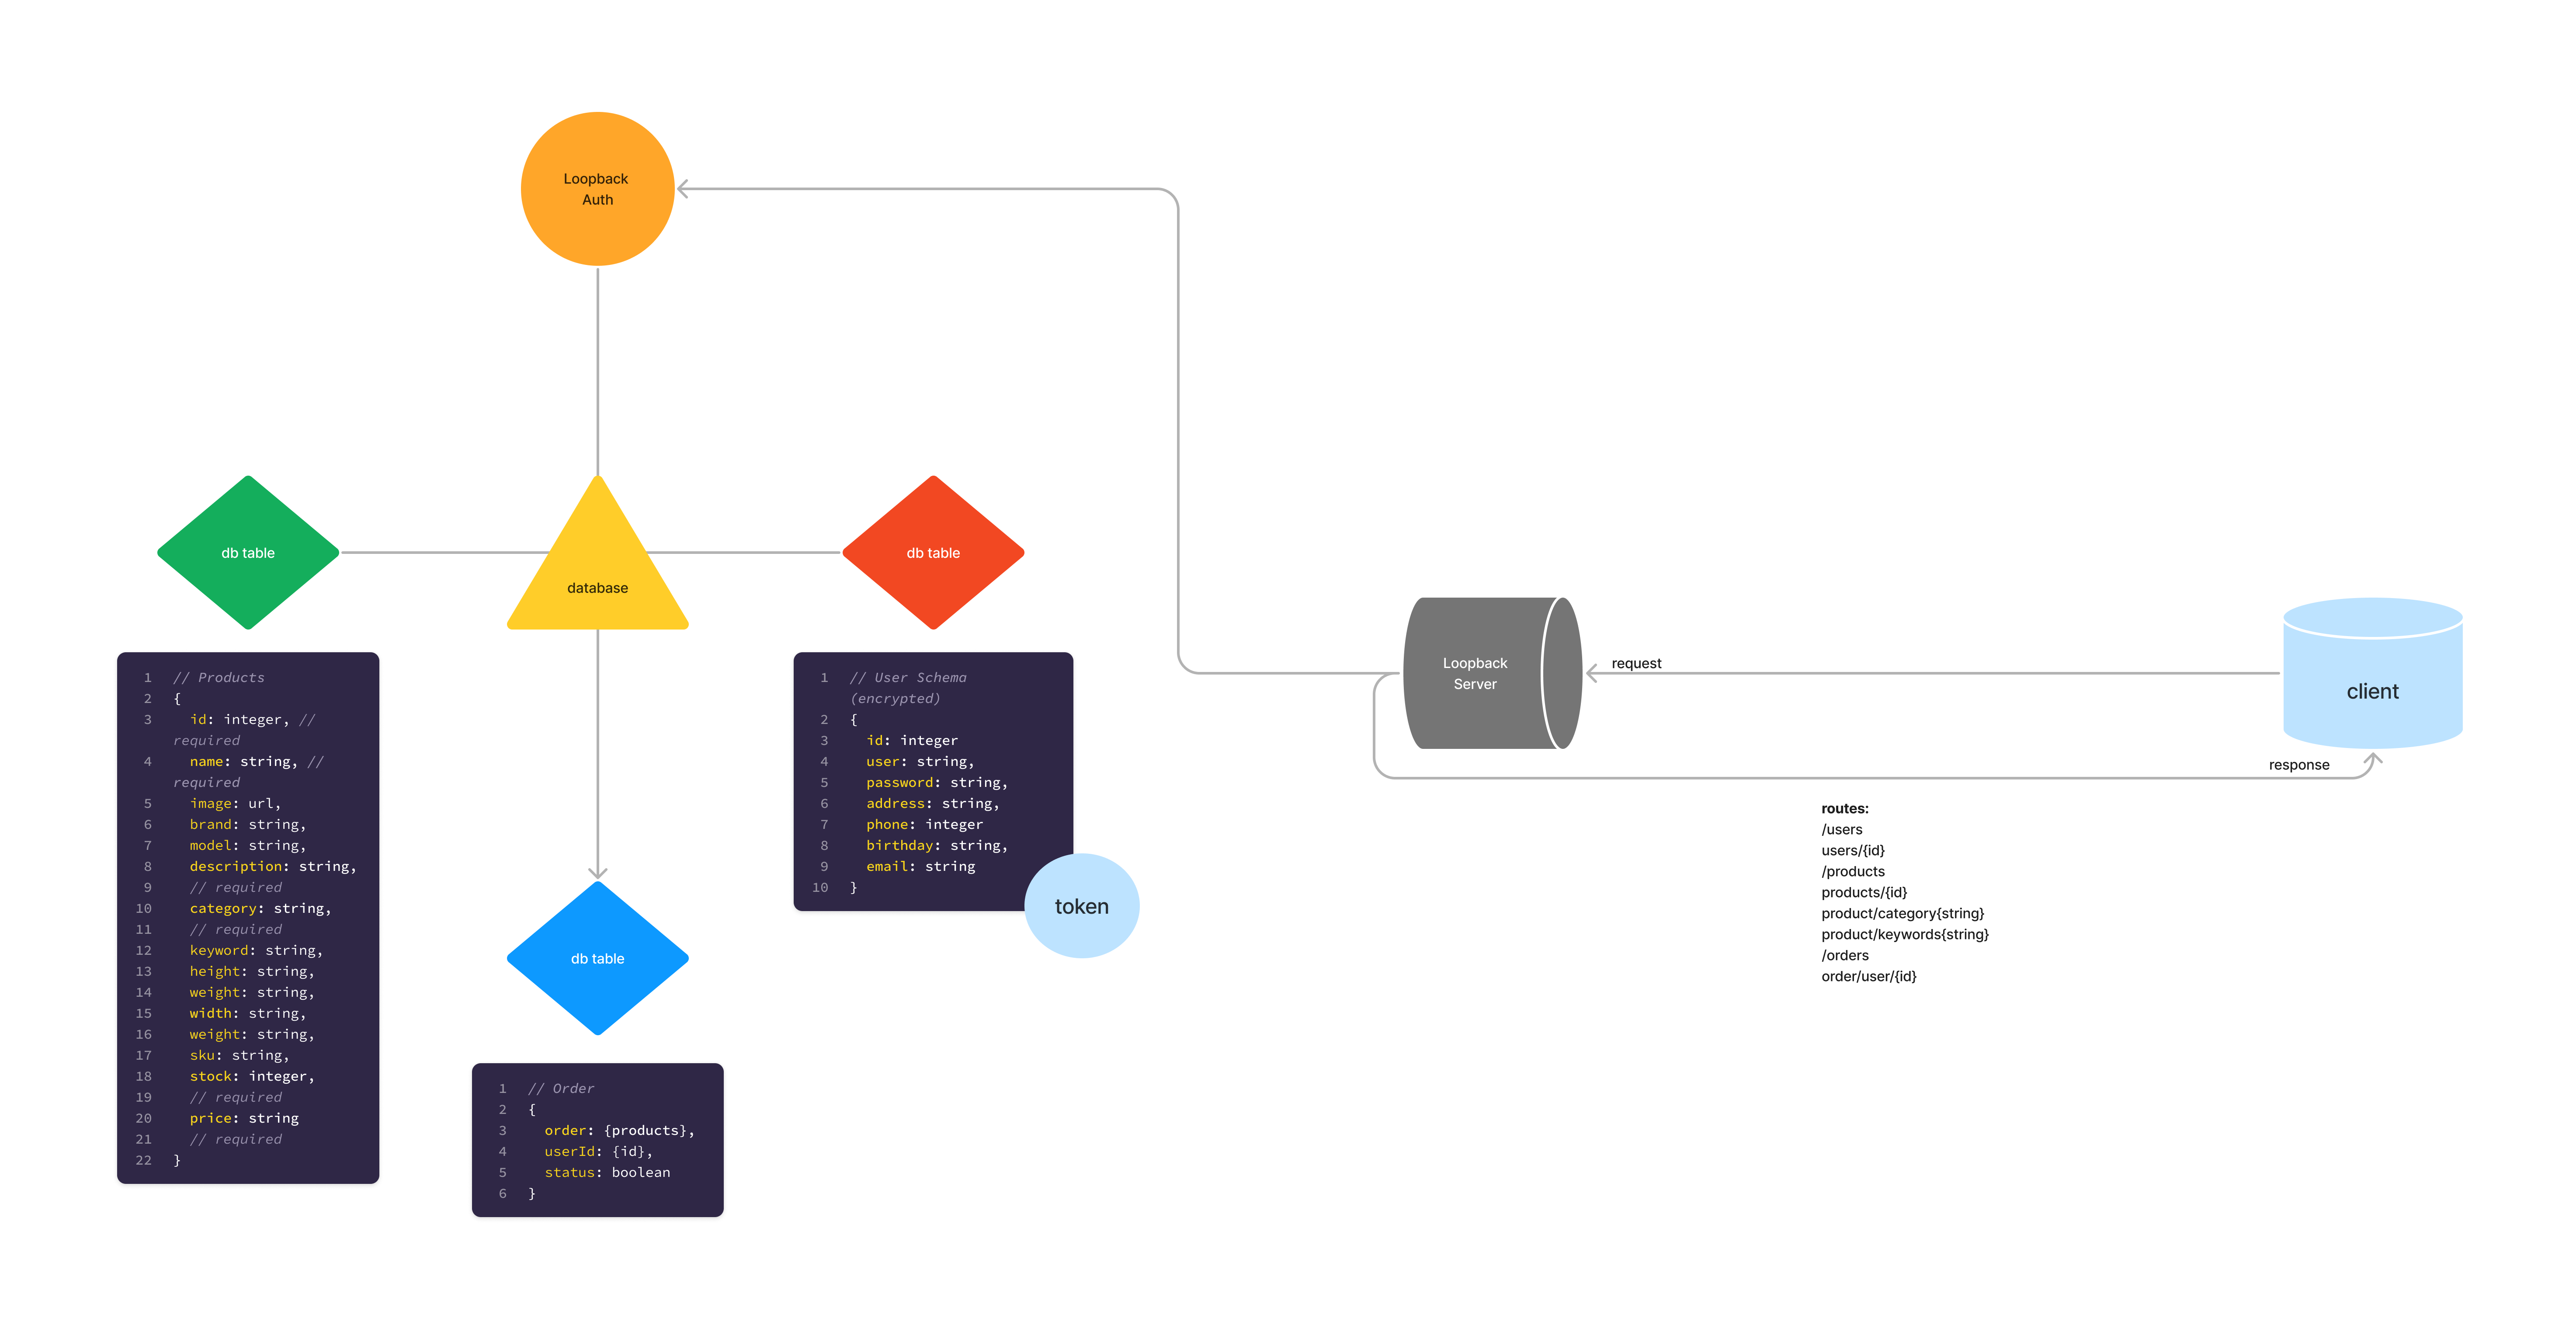 Loopback
Auth
db table
database
db table
1 // Products
2 {
3 id: integer, //
required
4 name: string, //
required
5 image: url,
6 brand: string,
7 model: string,
8 description: string,
9 // required
10 category: string,
11 // required
12 keyword: string,
13 height: string,
14 weight: string,
15 width: string,
16 weight: string,
17 sku: string,
18 stock: integer,
19 // required
20 price: string
21 // required
22 }
1 // User Schema
(encrypted)
2 {
3 id: integer
4 user: string,
5 password: string,
6 address: string,
7 phone: integer
8 birthday: string,
9 email: string
10 }
token
db table
1 // Order
2 {
3 order: {products},
4 userId: {id},
5 status: boolean
6 }
Loopback
Server
request
client
response
routes:
/users
users/{id}
/products
products/{id}
product/category{string}
product/keywords{string}
/orders
order/user/{id}